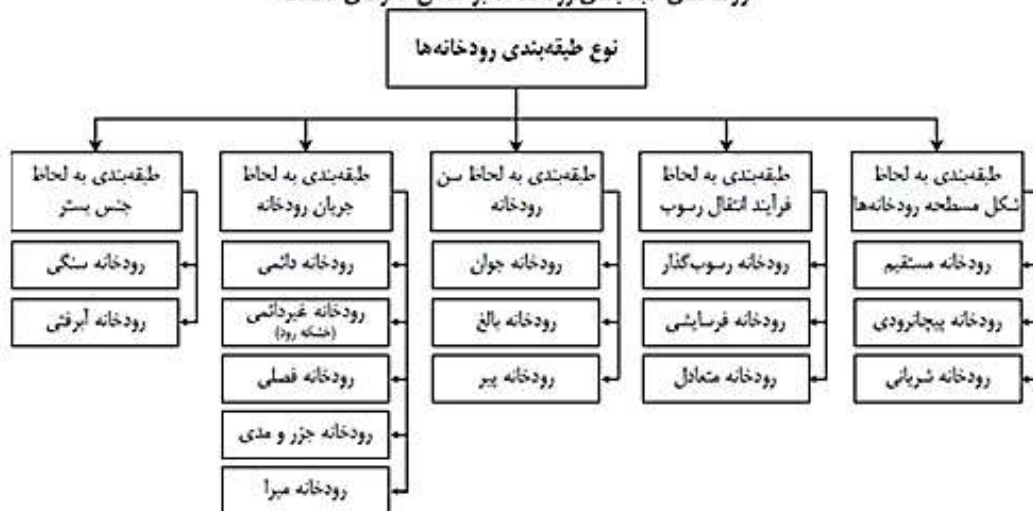 نوع طبقه‌بندی رودخانه‌ها
طبقه‌بندی به لحاظ
شکل مسطحه رودخانه‌ها
رودخانه مستقیم
رودخانه پیچانرودی
رودخانه شریانی
طبقه‌بندی به لحاظ
فرآیند انتقال رسوب
رودخانه رسوب‌گذار
رودخانه فرسایشی
رودخانه متعادل
طبقه‌بندی به لحاظ سن
رودخانه
رودخانه جوان
رودخانه بالغ
رودخانه پیر
طبقه‌بندی به لحاظ
جریان رودخانه
رودخانه دائمی
رودخانه غیردائمی
(خشکه رود)
رودخانه فصلی
رودخانه جزر و مدی
رودخانه میرا
طبقه‌بندی به لحاظ
جنس بستر
رودخانه سنگی
رودخانه آبرفتی